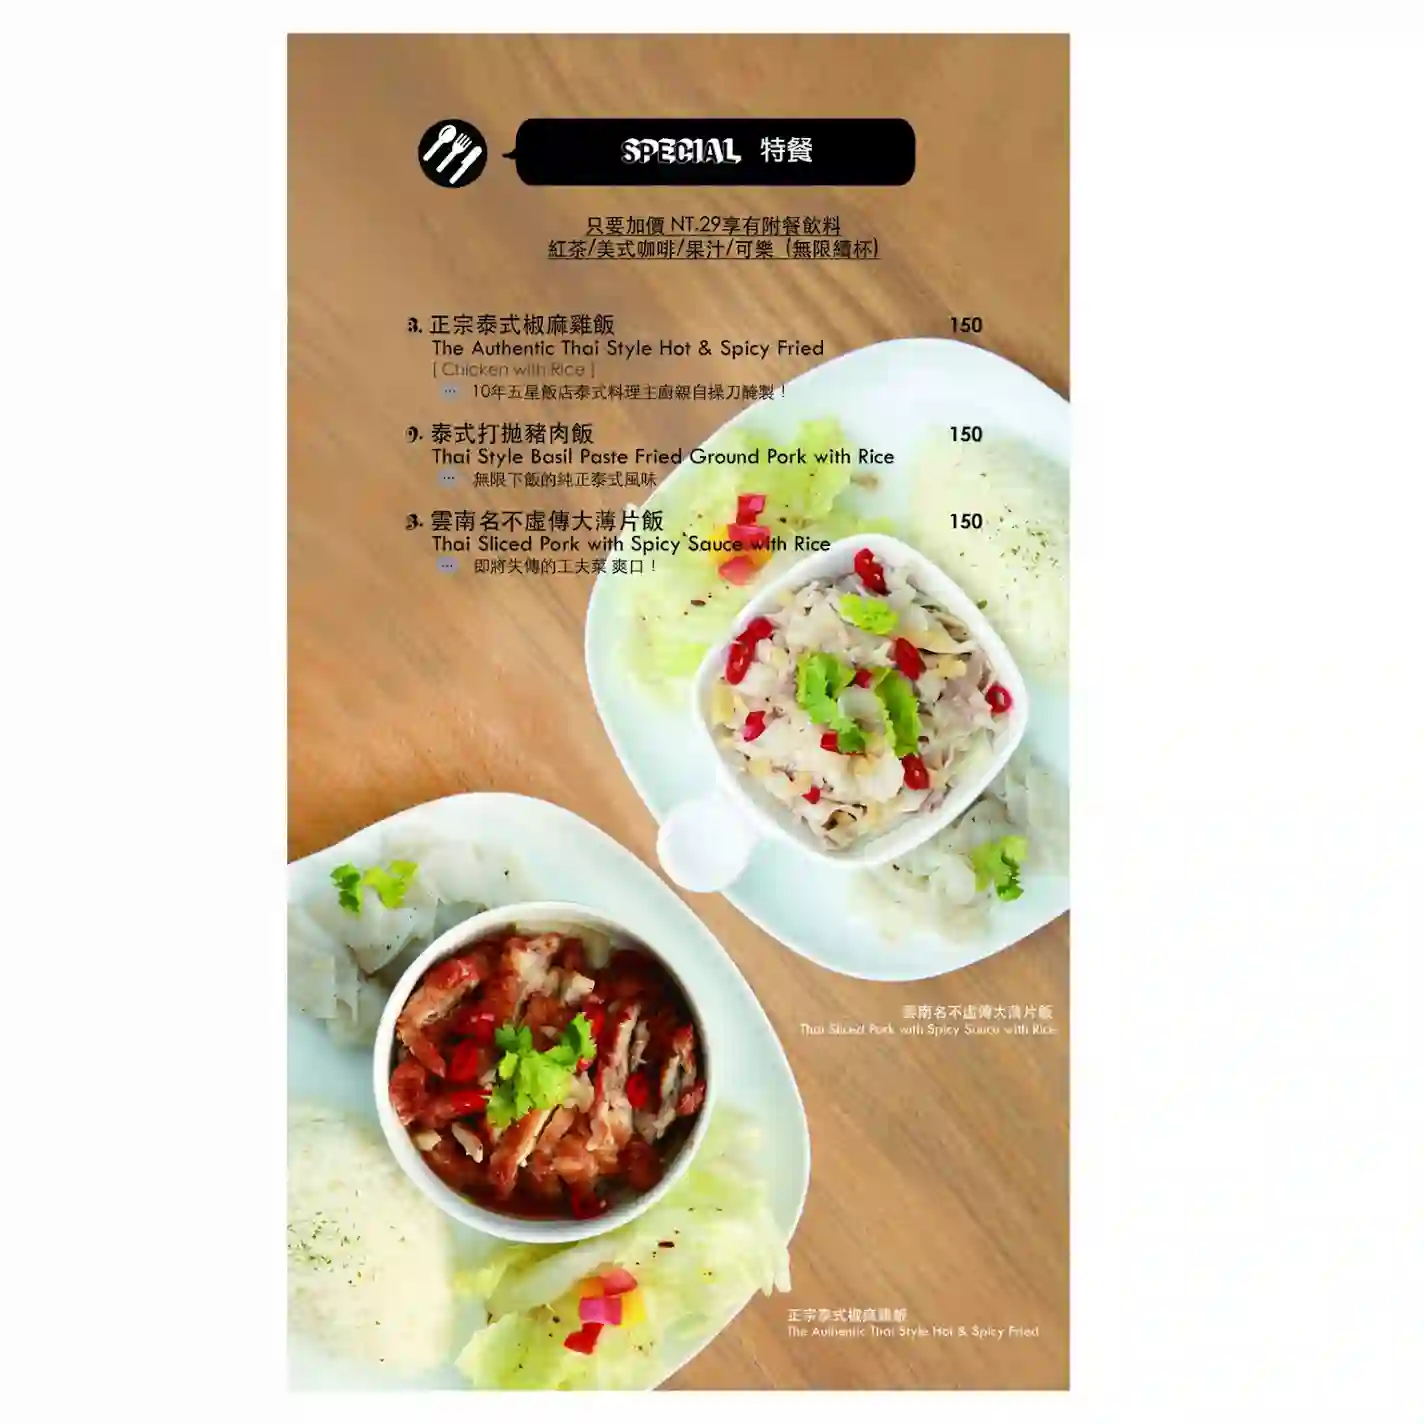 SPECIAL 特餐
只要加價 NT.29享有附餐飲料
紅茶/美式咖啡/果汁/可樂 (無限續杯)
正宗泰式椒麻雞飯 150
The Authentic Thai Style Hot & Spicy Fried
[ Chicken with Rice ]
10年五星飯店泰式料理主廚親自操刀醃製!
泰式打拋豬肉飯 150
Thai Style Basil Paste Fried Ground Pork with Rice
無限下飯的純正泰式風味
雲南名不虛傳大薄片飯 150
Thai Sliced Pork with Spicy Sauce with Rice
即將失傳的工夫菜 爽口!
雲南名不虛傳大薄片飯
Thai Sliced Pork with Spicy Sauce with Rice
正宗泰式椒麻雞飯
The Authentic Thai Style Hot & Spicy Fried